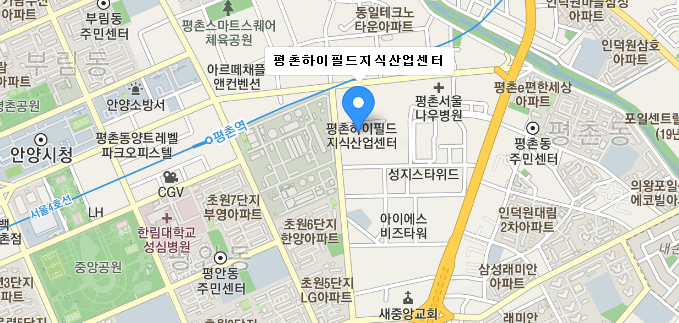 부림동
주민센터
동일테크노
타운아파트
평촌스마트스퀘어
체육공원
인덕원삼호
아파트
부림동
평촌하이필드지식산업센터
아르떼채플
앤컨벤션
안양소방서
평촌공원
평촌e편한세상
아파트
평촌서울
나우병원
포일센트럴
(19년
평촌하이필드
지식산업센터
평촌동
안양시청
평촌동양트레벨
파크오피스텔
평촌역
평촌동
주민센터
성지스타위드
CGV
의왕포일
에코빌아
서울4호선
LH
초원7단지
부영아파트
한림대학교
성심병원
초원6단지
한양아파트
아이에스
비즈타워
인덕원대림
2차아파트
중앙공원
평안동
평안동
주민센터
초원5단지
LG아파트
삼성래미안
아파트
새중앙교회
래미안